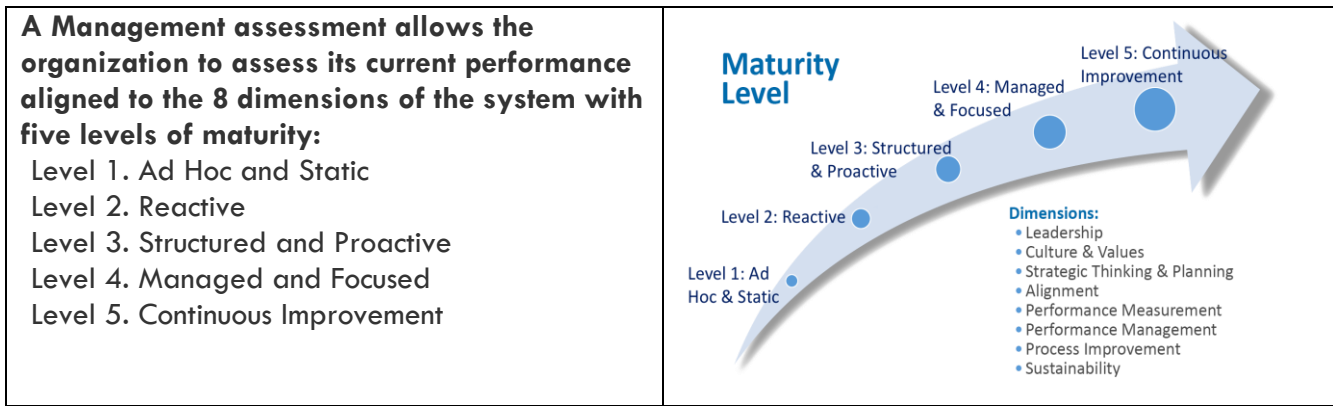 A Management assessment allows the
organization to assess its current performance
aligned to the 8 dimensions of the system with
five levels of maturity:
Level 1. Ad Hoc and Static
Level 2. Reactive
Level 3. Structured and Proactive
Level 4. Managed and Focused
Level 5. Continuous Improvement
Maturity
Level
Level 5: Continuous
Improvement
Level 4: Managed
& Focused
Level 3: Structured
& Proactive
Level 2: Reactive
Level 1: Ad
Hoc & Static
Dimensions:
• Leadership
• Culture & Values
• Strategic Thinking & Planning
• Alignment
• Performance Measurement
• Performance Management
• Process Improvement
• Sustainability